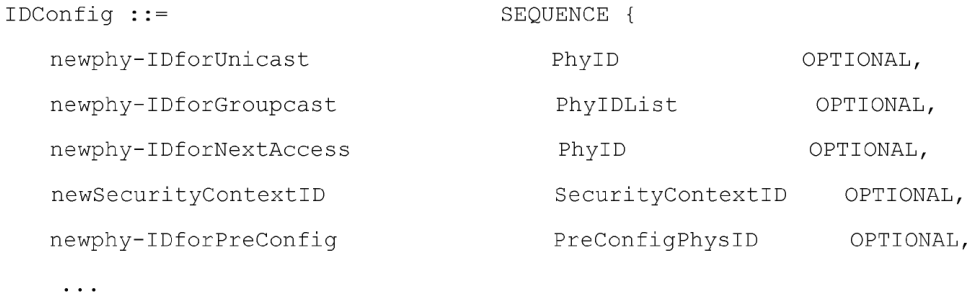 IDConfig ::= SEQUENCE {
newphy-IDforUnicast PhyID OPTIONAL,
newphy-IDforGroupcast PhyIDList OPTIONAL,
newphy-IDforNextAccess PhyID OPTIONAL,
newSecurityContextID SecurityContextID OPTIONAL,
newphy-IDforPreConfig PreConfigPhysID OPTIONAL,
...